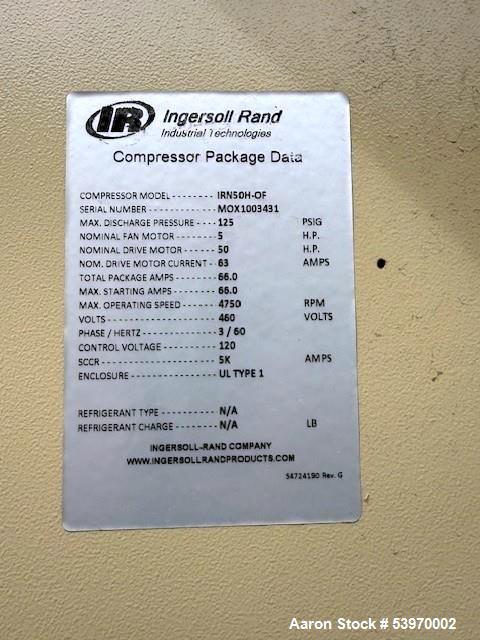 IR Ingersoll Rand
Industrial Technologies
Compressor Package Data
COMPRESSOR MODEL -------- IRN50H-OF
SERIAL NUMBER ------------- MOX1003431
MAX. DISCHARGE PRESSURE - 125 PSIG
NOMINAL FAN MOTOR ------- 5 H.P.
NOMINAL DRIVE MOTOR ----- 50 H.P.
NOM. DRIVE MOTOR CURRENT - 63 AMPS
TOTAL PACKAGE AMPS ------- 66.0
MAX. STARTING AMPS ------- 66.0
MAX. OPERATING SPEED ----- 4750 RPM
VOLTS --------------------- 460 VOLTS
PHASE / HERTZ ------------- 3 / 60
CONTROL VOLTAGE ---------- 120
SCCR ---------------------- 5K AMPS
ENCLOSURE ---------------- UL TYPE 1
REFRIGERANT TYPE --------- N/A
REFRIGERANT CHARGE ------- N/A LB
INGERSOLL-RAND COMPANY
WWW.INGERSOLLRANDPRODUCTS.COM
54724190 Rev. G
Aaron Stock # 53970002